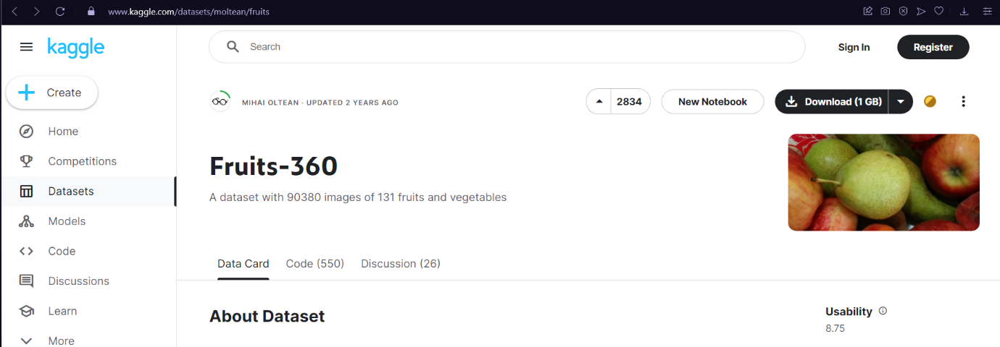 www.kaggle.com/datasets/moltean/fruits
kaggle
Search
Sign In
Register
Create
MIHAI OLTEAN · UPDATED 2 YEARS AGO
2834
New Notebook
Download (1 GB)
Home
Competitions
Datasets
Models
Code
Discussions
Learn
More
Fruits-360
A dataset with 90380 images of 131 fruits and vegetables
Data Card
Code (550)
Discussion (26)
About Dataset
Usability
8.75